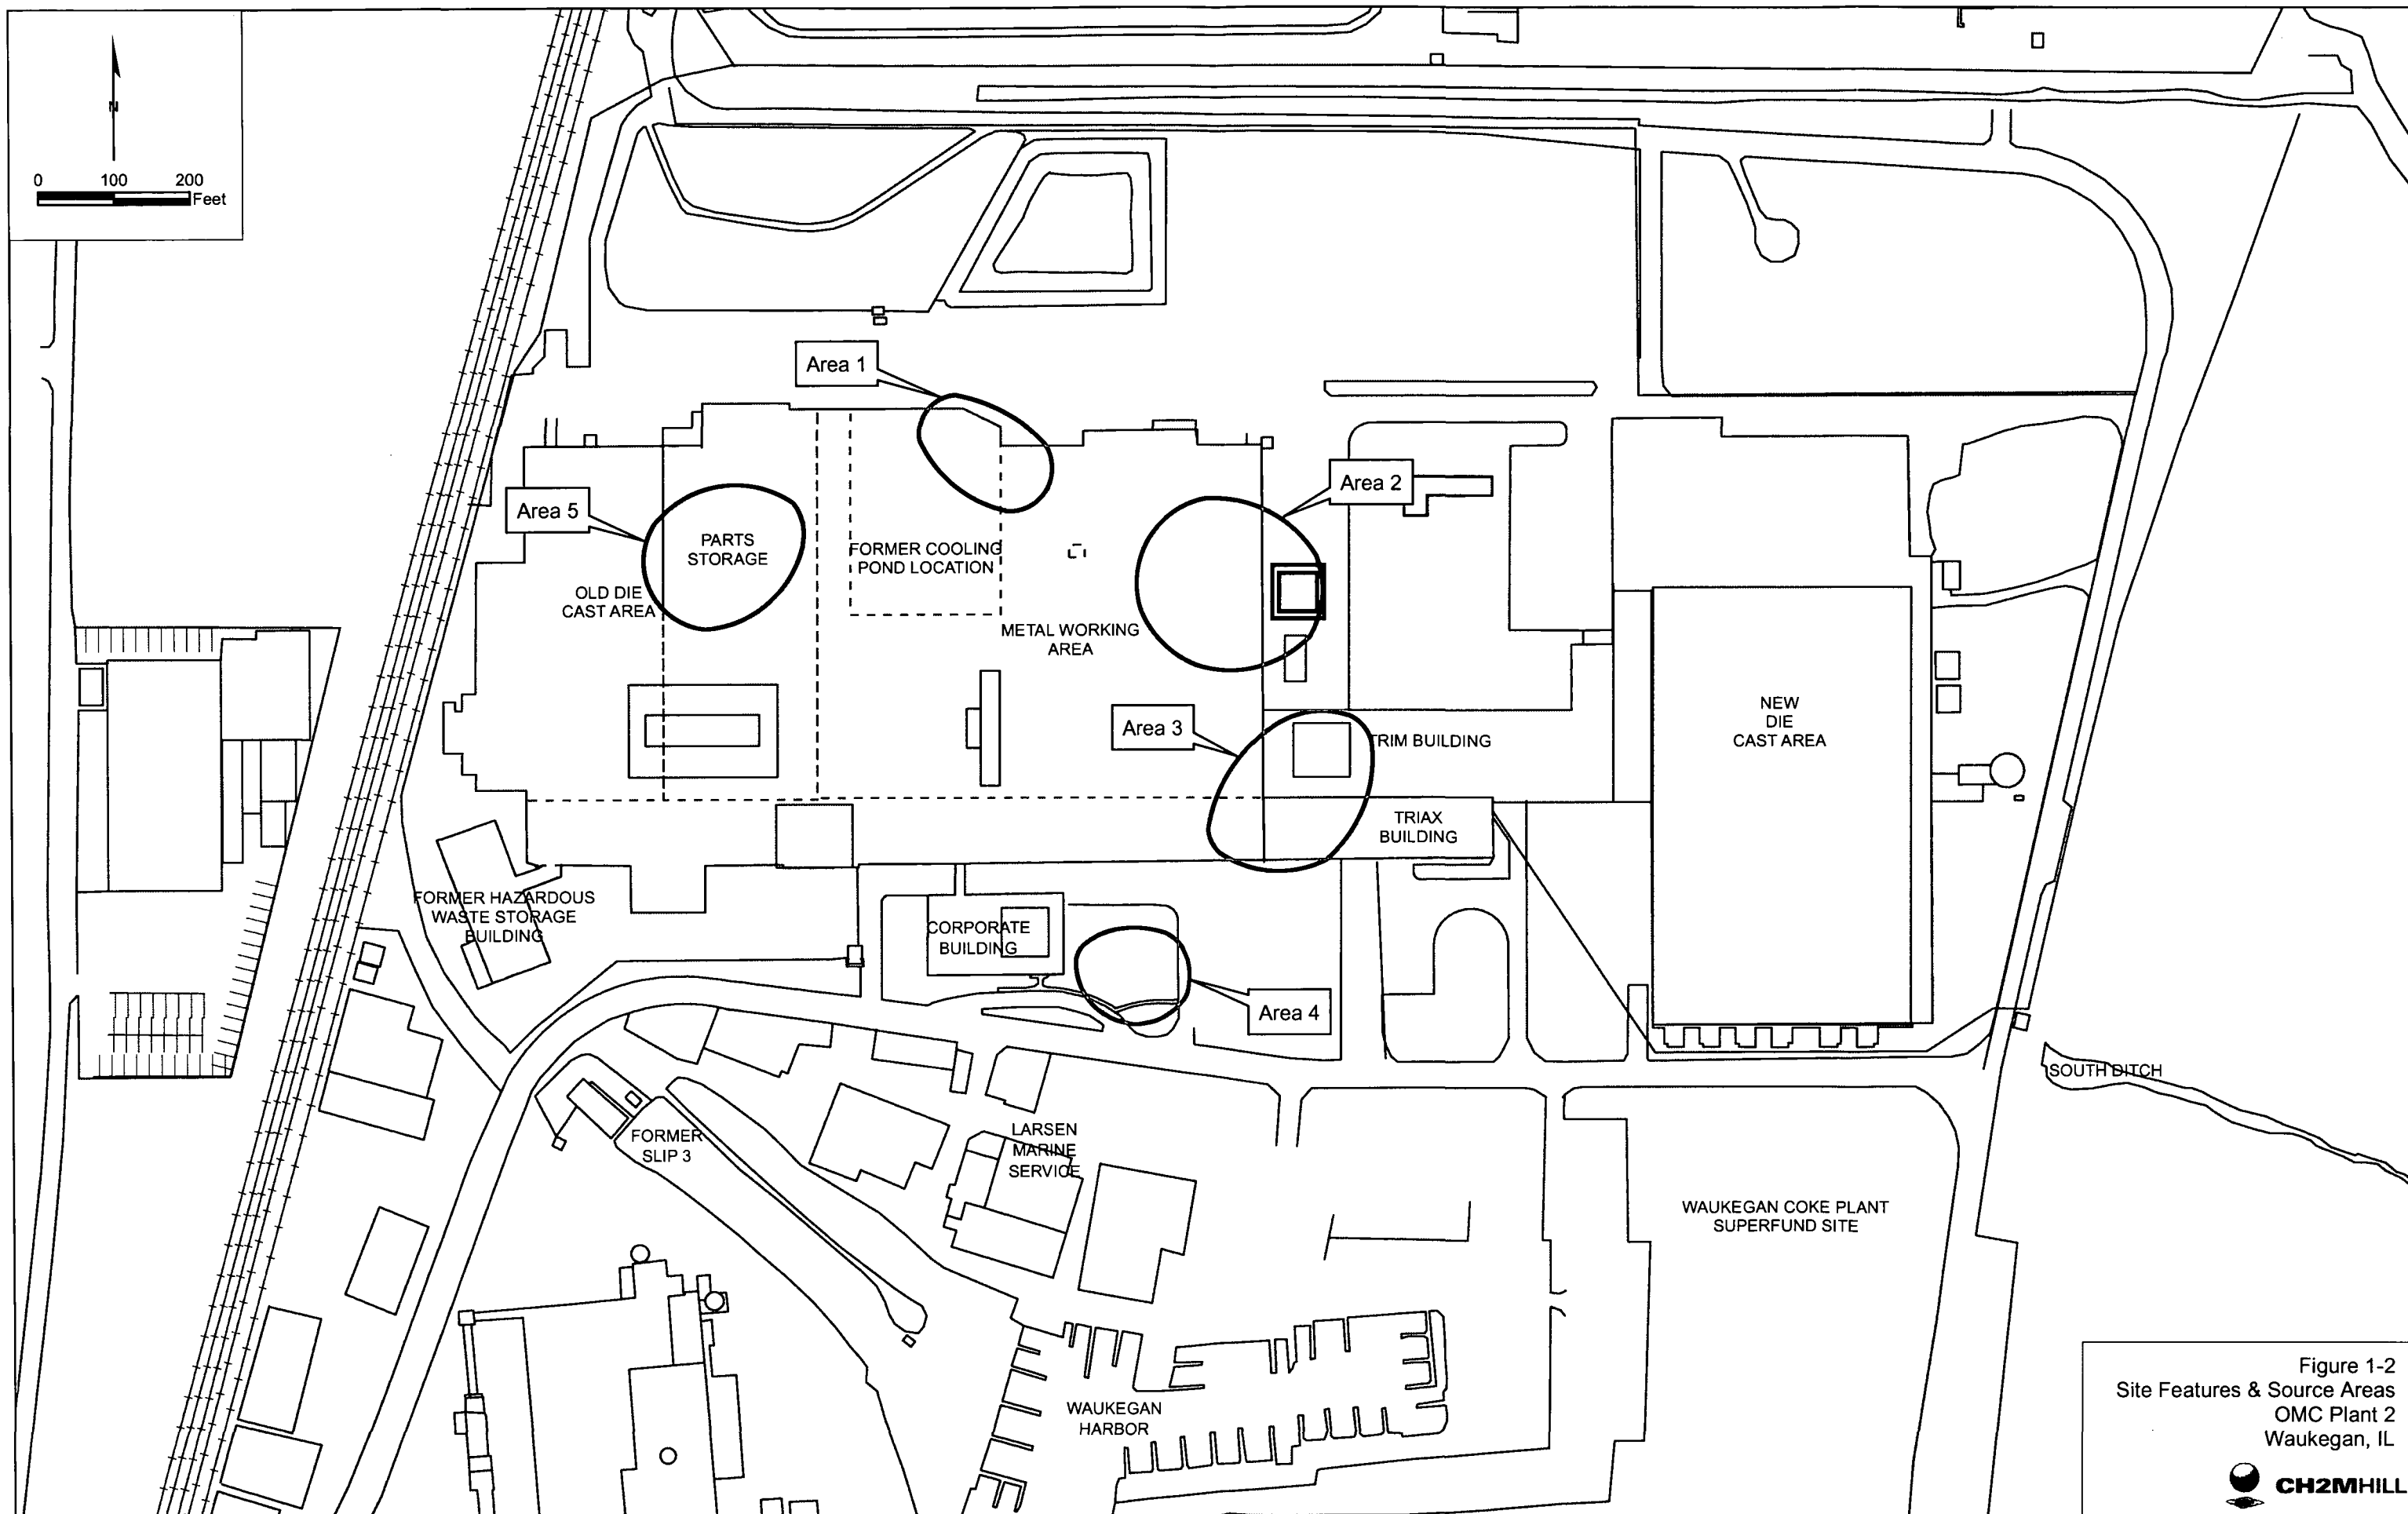 N
0 100 200
Feet
Area 1
Area 2
Area 5
PARTS
STORAGE
FORMER COOLING
POND LOCATION
OLD DIE
CAST AREA
METAL WORKING
AREA
Area 3
TRIM BUILDING
NEW
DIE
CAST AREA
TRIAX
BUILDING
FORMER HAZARDOUS
WASTE STORAGE
BUILDING
CORPORATE
BUILDING
Area 4
SOUTH DITCH
FORMER
SLIP 3
LARSEN
MARINE
SERVICE
WAUKEGAN COKE PLANT
SUPERFUND SITE
WAUKEGAN
HARBOR
Figure 1-2
Site Features & Source Areas
OMC Plant 2
Waukegan, IL
CH2MHILL